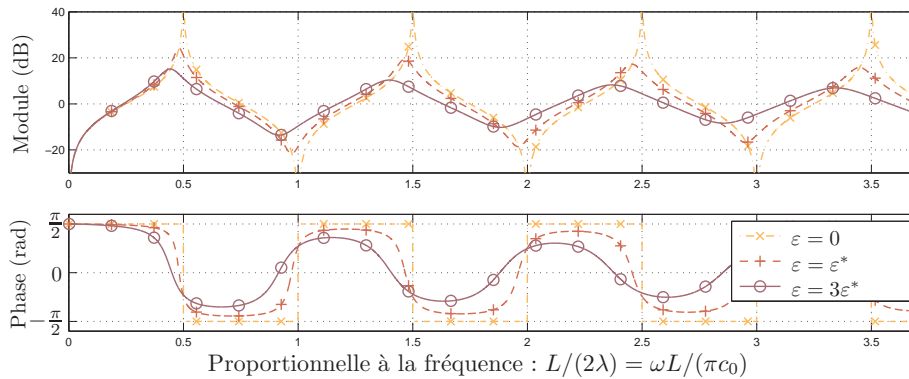 Module (dB)
40
20
0
−20
0
0.5
1
1.5
2
2.5
3
3.5
Phase (rad)
π/2
0
−π/2
0
0.5
1
1.5
2
2.5
3
3.5
ε = 0
ε = ε*
ε = 3ε*
Proportionnelle à la fréquence : L/(2λ) = ωL/(πc₀)